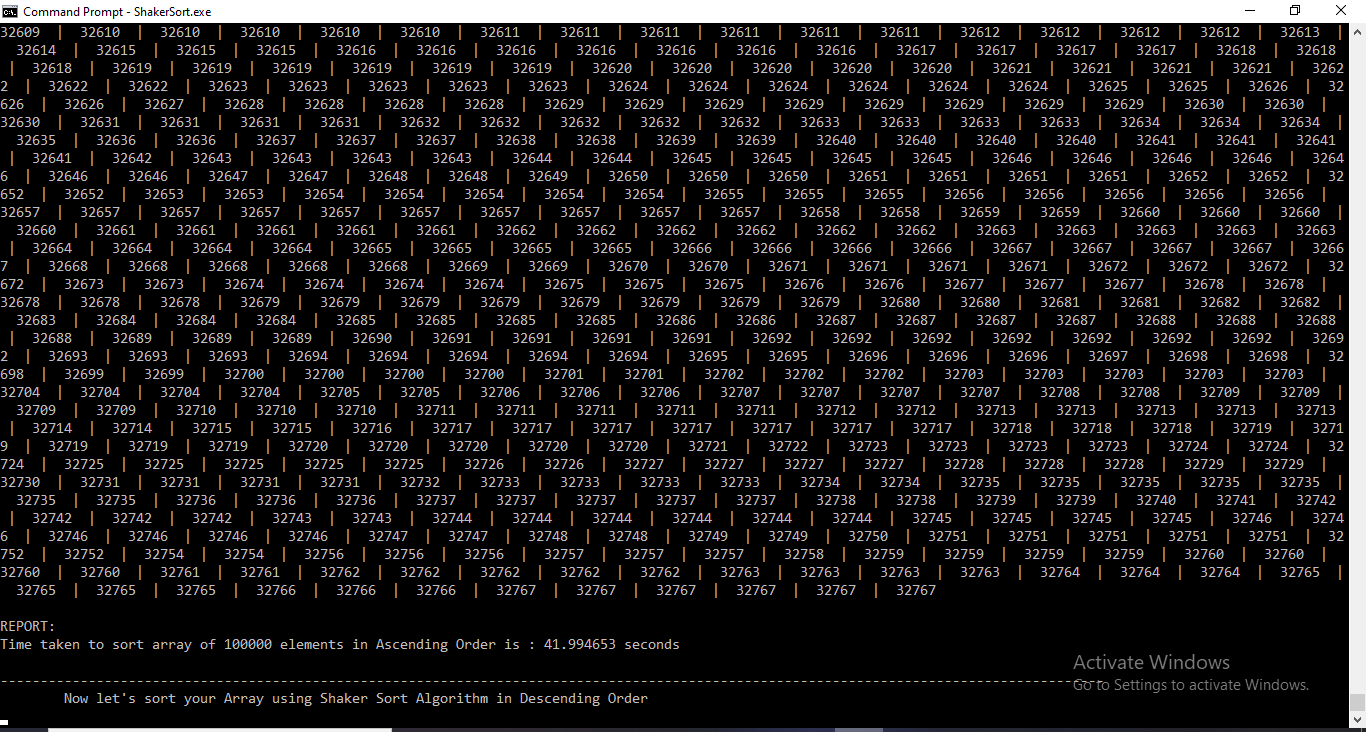 Command Prompt - ShakerSort.exe
32609 | 32610 | 32610 | 32610 | 32610 | 32610 | 32611 | 32611 | 32611 | 32611 | 32611 | 32611 | 32612 | 32612 | 32612 | 32612 | 32613 |
32614 | 32615 | 32615 | 32615 | 32616 | 32616 | 32616 | 32616 | 32616 | 32616 | 32616 | 32617 | 32617 | 32617 | 32617 | 32618 | 32618
| 32618 | 32619 | 32619 | 32619 | 32619 | 32619 | 32619 | 32620 | 32620 | 32620 | 32620 | 32620 | 32621 | 32621 | 32621 | 32621 | 3262
2 | 32622 | 32622 | 32623 | 32623 | 32623 | 32623 | 32623 | 32624 | 32624 | 32624 | 32624 | 32624 | 32625 | 32625 | 32626 | 32
626 | 32626 | 32627 | 32628 | 32628 | 32628 | 32628 | 32629 | 32629 | 32629 | 32629 | 32629 | 32629 | 32629 | 32629 | 32630 | 32630 |
32630 | 32631 | 32631 | 32631 | 32631 | 32632 | 32632 | 32632 | 32632 | 32632 | 32633 | 32633 | 32633 | 32633 | 32634 | 32634 | 32634 |
32635 | 32636 | 32636 | 32637 | 32637 | 32637 | 32638 | 32638 | 32639 | 32639 | 32640 | 32640 | 32640 | 32640 | 32641 | 32641 | 32641
| 32641 | 32642 | 32643 | 32643 | 32643 | 32643 | 32644 | 32644 | 32645 | 32645 | 32645 | 32645 | 32646 | 32646 | 32646 | 32646 | 3264
6 | 32646 | 32646 | 32647 | 32647 | 32648 | 32648 | 32649 | 32650 | 32650 | 32650 | 32651 | 32651 | 32651 | 32651 | 32652 | 32652 | 32
652 | 32652 | 32653 | 32653 | 32654 | 32654 | 32654 | 32654 | 32654 | 32655 | 32655 | 32655 | 32656 | 32656 | 32656 | 32656 | 32656 |
32657 | 32657 | 32657 | 32657 | 32657 | 32657 | 32657 | 32657 | 32657 | 32657 | 32658 | 32658 | 32659 | 32659 | 32660 | 32660 | 32660 |
32660 | 32661 | 32661 | 32661 | 32661 | 32661 | 32662 | 32662 | 32662 | 32662 | 32662 | 32662 | 32663 | 32663 | 32663 | 32663 | 32663
| 32664 | 32664 | 32664 | 32664 | 32665 | 32665 | 32665 | 32665 | 32666 | 32666 | 32666 | 32666 | 32667 | 32667 | 32667 | 32667 | 3266
7 | 32668 | 32668 | 32668 | 32668 | 32668 | 32669 | 32669 | 32670 | 32670 | 32671 | 32671 | 32671 | 32671 | 32672 | 32672 | 32672 | 32
672 | 32673 | 32673 | 32674 | 32674 | 32674 | 32674 | 32675 | 32675 | 32675 | 32676 | 32676 | 32677 | 32677 | 32677 | 32678 | 32678 |
32678 | 32678 | 32678 | 32679 | 32679 | 32679 | 32679 | 32679 | 32679 | 32679 | 32679 | 32680 | 32680 | 32681 | 32681 | 32682 | 32682 |
32683 | 32684 | 32684 | 32684 | 32685 | 32685 | 32685 | 32685 | 32686 | 32686 | 32687 | 32687 | 32687 | 32687 | 32688 | 32688 | 32688
| 32688 | 32689 | 32689 | 32689 | 32690 | 32691 | 32691 | 32691 | 32691 | 32692 | 32692 | 32692 | 32692 | 32692 | 32692 | 32692 | 3269
2 | 32693 | 32693 | 32693 | 32694 | 32694 | 32694 | 32694 | 32694 | 32695 | 32695 | 32696 | 32696 | 32696 | 32697 | 32698 | 32698 | 32
698 | 32699 | 32699 | 32700 | 32700 | 32700 | 32700 | 32701 | 32701 | 32702 | 32702 | 32702 | 32703 | 32703 | 32703 | 32703 | 32703 |
32704 | 32704 | 32704 | 32704 | 32705 | 32705 | 32706 | 32706 | 32706 | 32707 | 32707 | 32707 | 32707 | 32708 | 32708 | 32709 | 32709 |
32709 | 32709 | 32710 | 32710 | 32710 | 32711 | 32711 | 32711 | 32711 | 32711 | 32712 | 32712 | 32713 | 32713 | 32713 | 32713 | 32713
| 32714 | 32714 | 32715 | 32715 | 32716 | 32717 | 32717 | 32717 | 32717 | 32717 | 32717 | 32717 | 32718 | 32718 | 32718 | 32719 | 3271
9 | 32719 | 32719 | 32719 | 32720 | 32720 | 32720 | 32720 | 32720 | 32721 | 32722 | 32723 | 32723 | 32723 | 32723 | 32724 | 32724 | 32
724 | 32725 | 32725 | 32725 | 32725 | 32725 | 32726 | 32726 | 32727 | 32727 | 32727 | 32727 | 32728 | 32728 | 32728 | 32729 | 32729 |
32730 | 32731 | 32731 | 32731 | 32731 | 32732 | 32733 | 32733 | 32733 | 32733 | 32734 | 32734 | 32735 | 32735 | 32735 | 32735 | 32735 |
32735 | 32735 | 32736 | 32736 | 32736 | 32737 | 32737 | 32737 | 32737 | 32737 | 32738 | 32738 | 32739 | 32739 | 32740 | 32741 | 32742
| 32742 | 32742 | 32742 | 32743 | 32743 | 32744 | 32744 | 32744 | 32744 | 32744 | 32744 | 32745 | 32745 | 32745 | 32745 | 32746 | 3274
6 | 32746 | 32746 | 32746 | 32746 | 32747 | 32747 | 32748 | 32748 | 32749 | 32749 | 32750 | 32751 | 32751 | 32751 | 32751 | 32751 | 32
752 | 32752 | 32754 | 32754 | 32756 | 32756 | 32756 | 32757 | 32757 | 32757 | 32758 | 32759 | 32759 | 32759 | 32759 | 32760 | 32760 |
32760 | 32760 | 32761 | 32761 | 32762 | 32762 | 32762 | 32762 | 32762 | 32763 | 32763 | 32763 | 32763 | 32764 | 32764 | 32764 | 32765 |
32765 | 32765 | 32765 | 32766 | 32766 | 32766 | 32767 | 32767 | 32767 | 32767 | 32767 | 32767
REPORT:
Time taken to sort array of 100000 elements in Ascending Order is : 41.994653 seconds
Activate Windows
Go to Settings to activate Windows.
Now let's sort your Array using Shaker Sort Algorithm in Descending Order